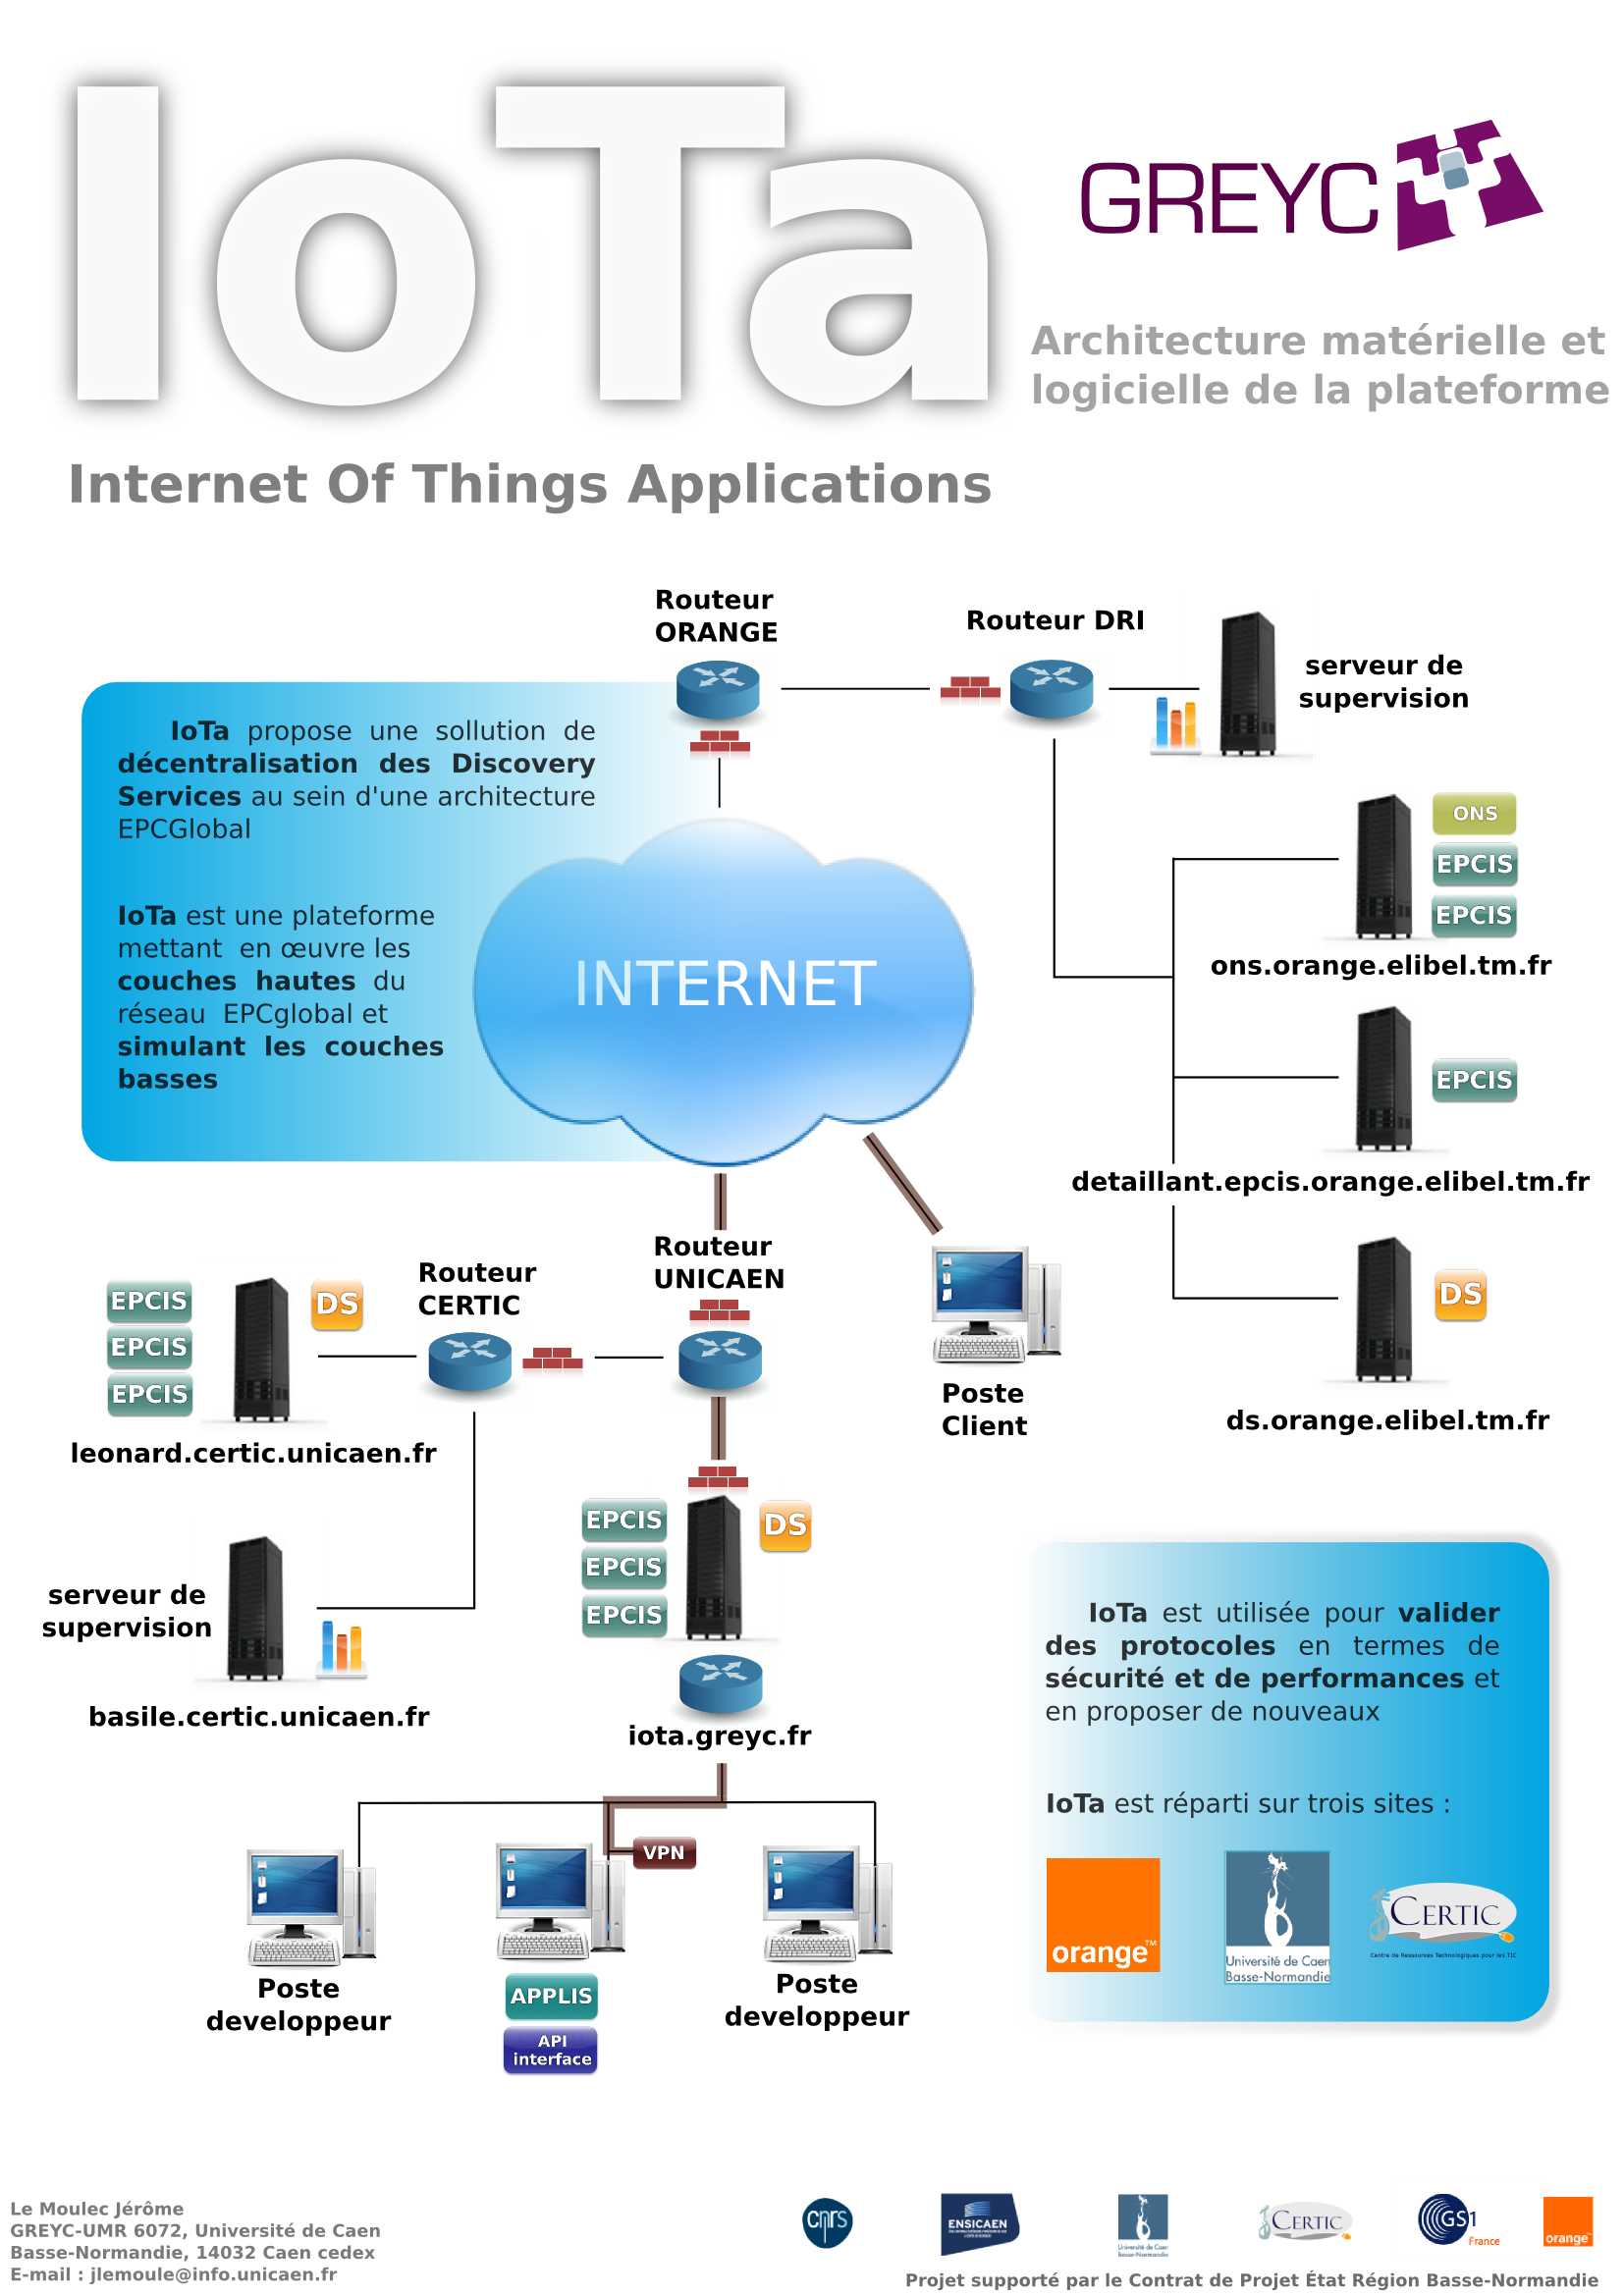 IoTa
GREYC
Architecture matérielle et
logicielle de la plateforme
Internet Of Things Applications
Routeur
ORANGE
Routeur DRI
serveur de
supervision
IoTa propose une sollution de
décentralisation des Discovery
Services au sein d'une architecture
EPCGlobal
IoTa est une plateforme
mettant en œuvre les
couches hautes du
réseau EPCglobal et
simulant les couches
basses
INTERNET
ONS
EPCIS
EPCIS
ons.orange.elibel.tm.fr
EPCIS
detaillant.epcis.orange.elibel.tm.fr
DS
ds.orange.elibel.tm.fr
Routeur
UNICAEN
Poste
Client
Routeur
CERTIC
EPCIS
EPCIS
EPCIS
DS
leonard.certic.unicaen.fr
serveur de
supervision
basile.certic.unicaen.fr
EPCIS
EPCIS
EPCIS
DS
iota.greyc.fr
VPN
Poste
developpeur
APPLIS
API
interface
Poste
developpeur
IoTa est utilisée pour valider
des protocoles en termes de
sécurité et de performances et
en proposer de nouveaux
IoTa est réparti sur trois sites :
orange™
Université de Caen
Basse-Normandie
CERTIC
Centre de Ressources Technologiques pour les TIC
Le Moulec Jérôme
GREYC-UMR 6072, Université de Caen
Basse-Normandie, 14032 Caen cedex
E-mail : jlemoule@info.unicaen.fr
cnrs
ENSICAEN
Université de Caen
Basse-Normandie
CERTIC
GS1
France
orange™
Projet supporté par le Contrat de Projet État Région Basse-Normandie